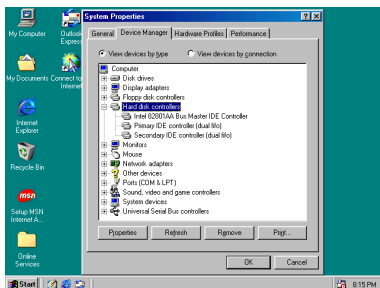 System Properties
My Computer
Outlook Express
General
Device Manager
Hardware Profiles
Performance
View devices by type
View devices by connection
Computer
Disk drives
Display adapters
My Documents
Connect to the Internet
Floppy disk controllers
Hard disk controllers
Intel 82801AA Bus Master IDE Controller
Primary IDE controller (dual fifo)
Secondary IDE controller (dual fifo)
Internet Explorer
Monitors
Mouse
Network adapters
Other devices
Recycle Bin
Ports (COM & LPT)
Sound, video and game controllers
System devices
Universal Serial Bus controllers
msn
Setup MSN Internet A...
Properties
Refresh
Remove
Print...
Online Services
OK
Cancel
Start
8:15 PM